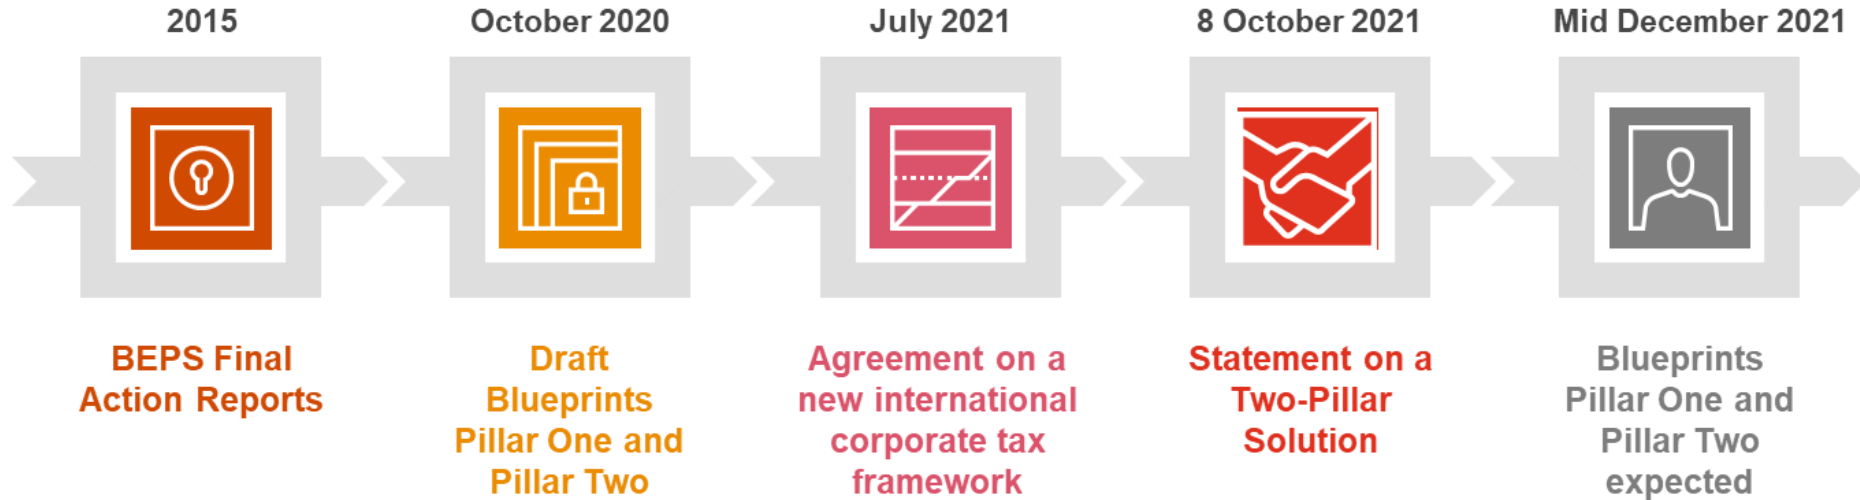 2015
October 2020
July 2021
8 October 2021
Mid December 2021
BEPS Final
Action Reports
Draft
Blueprints
Pillar One and
Pillar Two
Agreement on a
new international
corporate tax
framework
Statement on a
Two-Pillar
Solution
Blueprints
Pillar One and
Pillar Two
expected